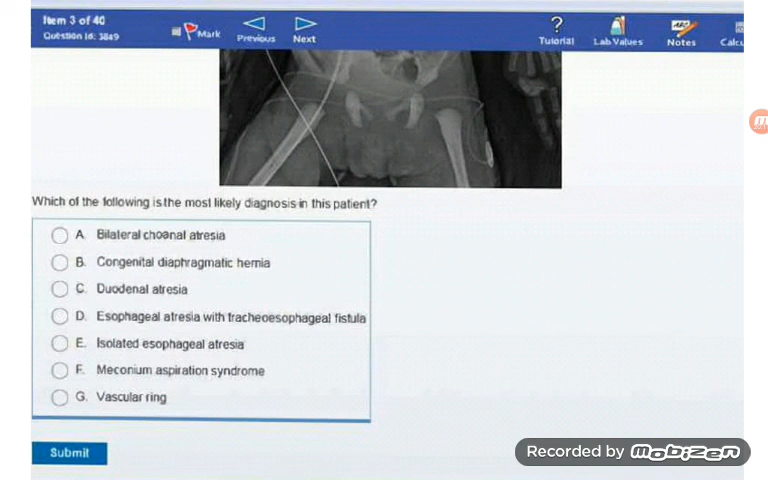 Item 3 of 40
Question Id: 3849
Mark
Previous
Next
?
Tutorial
Lab Values
Notes
Which of the following is the most likely diagnosis in this patient?
A. Bilateral choanal atresia
B. Congenital diaphragmatic hernia
C. Duodenal atresia
D. Esophageal atresia with tracheoesophageal fistula
E. Isolated esophageal atresia
F. Meconium aspiration syndrome
G. Vascular ring
Submit
Recorded by mobizen